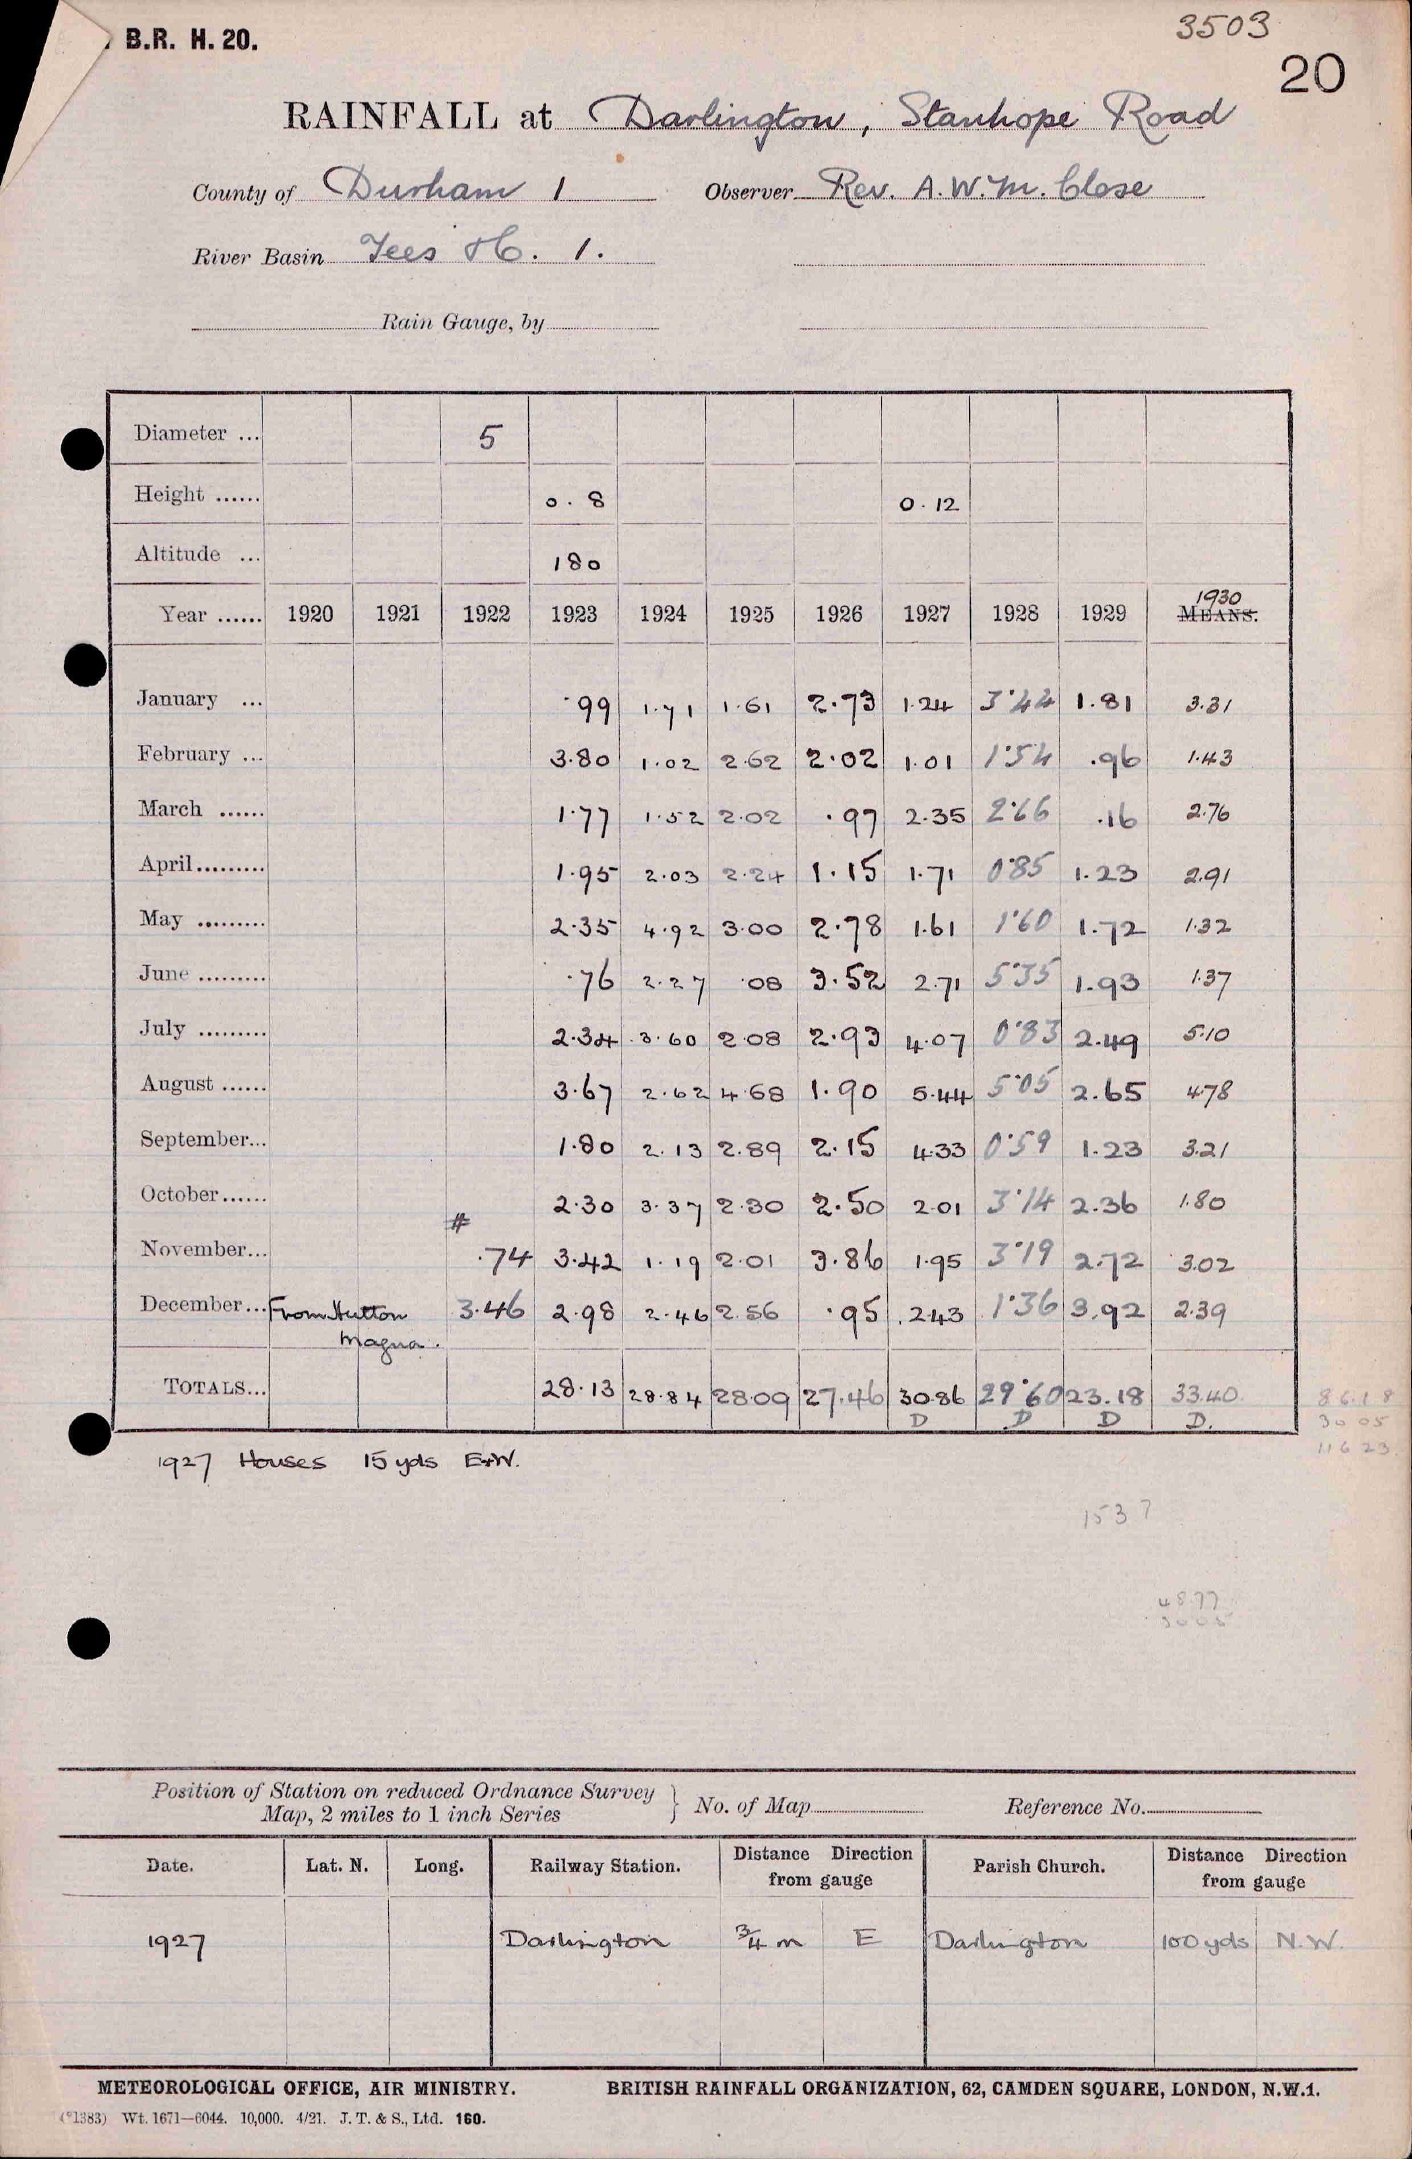 B.R. H. 20.
3503
20
RAINFALL at Darlington, Stanhope Road
County of Durham 1 Observer Rev. A.W.M. Close
River Basin Tees H. 1.
Rain Gauge, by
Diameter ... 5
Height ...... 0.8 0.12
Altitude ... 180
Year ...... 1920 1921 1922 1923 1924 1925 1926 1927 1928 1929 MEANS. 1930
January ... .99 1.71 1.61 2.73 1.24 3.44 1.81 3.31
February ... 3.80 1.02 2.62 2.02 1.01 1.54 .96 1.43
March ...... 1.77 1.52 2.02 .97 2.35 2.66 .16 2.76
April ......... 1.95 2.03 2.24 1.15 1.71 0.85 1.23 2.91
May ......... 2.35 4.92 3.00 2.78 1.61 1.60 1.72 1.32
June ......... .76 2.27 .08 3.52 2.71 5.35 1.93 1.37
July ......... 2.34 3.60 2.08 2.93 4.07 0.83 2.49 5.10
August ...... 3.67 2.62 4.68 1.90 5.44 5.05 2.65 4.78
September... 1.80 2.13 2.89 2.15 4.33 0.59 1.23 3.21
October...... 2.30 3.37 2.30 2.50 2.01 3.14 2.36 1.80
#
November... .74 3.42 1.19 2.01 3.86 1.95 3.19 2.72 3.02
December... From Hutton Magna. 3.46 2.98 2.46 2.56 .95 2.43 1.36 3.92 2.39
TOTALS... 28.13 28.84 28.09 27.46 30.86 29.60 23.18 33.40
D D D D.
86.18
30 05
116 23
1927 Houses 15 yds E+W.
1537
48.77
30 05
Position of Station on reduced Ordnance Survey
Map, 2 miles to 1 inch Series } No. of Map Reference No.
Date. Lat. N. Long. Railway Station. Distance Direction from gauge Parish Church. Distance Direction from gauge
1927 Darlington 3/4 m E Darlington 100 yds N.W.
METEOROLOGICAL OFFICE, AIR MINISTRY. BRITISH RAINFALL ORGANIZATION, 62, CAMDEN SQUARE, LONDON, N.W.1.
(*1383) Wt. 1671—6044. 10,000. 4/21. J. T. & S., Ltd. 160.